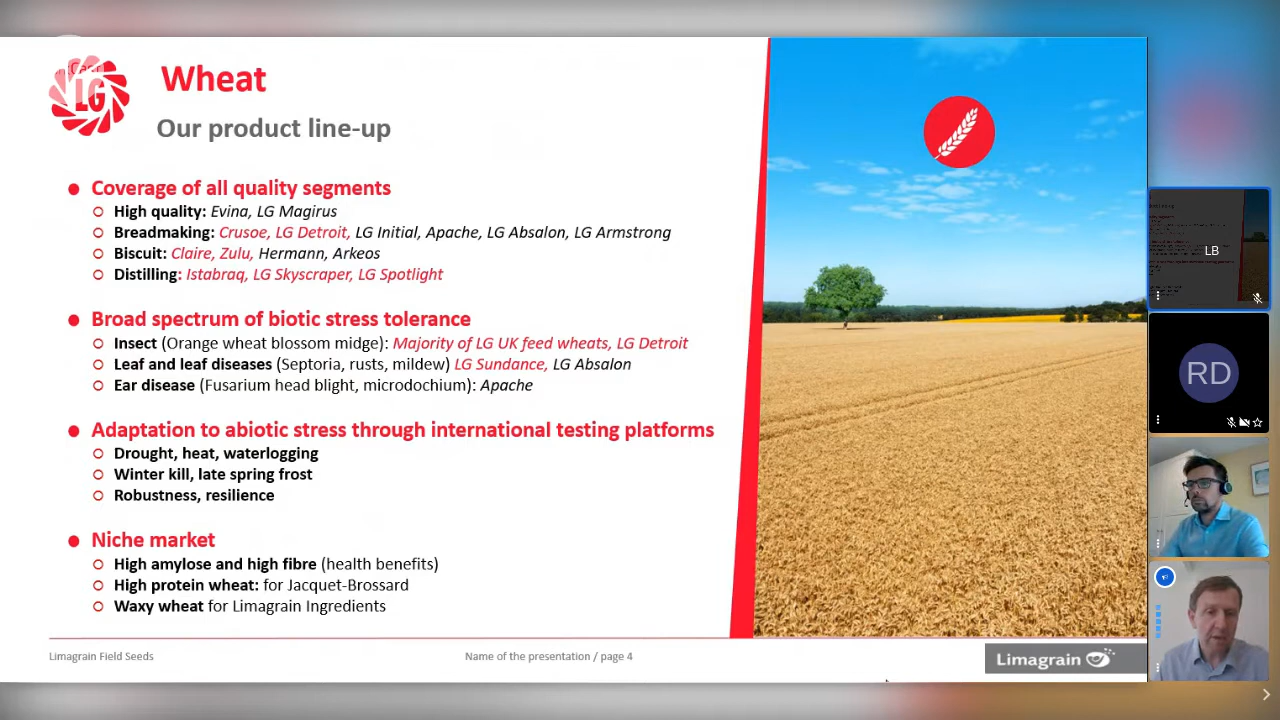 LG
Wheat
Our product line-up
Coverage of all quality segments
High quality: Evina, LG Magirus
Breadmaking: Crusoe, LG Detroit, LG Initial, Apache, LG Absalon, LG Armstrong
Biscuit: Claire, Zulu, Hermann, Arkeos
Distilling: Istabraq, LG Skyscraper, LG Spotlight
Broad spectrum of biotic stress tolerance
Insect (Orange wheat blossom midge): Majority of LG UK feed wheats, LG Detroit
Leaf and leaf diseases (Septoria, rusts, mildew) LG Sundance, LG Absalon
Ear disease (Fusarium head blight, microdochium): Apache
Adaptation to abiotic stress through international testing platforms
Drought, heat, waterlogging
Winter kill, late spring frost
Robustness, resilience
Niche market
High amylose and high fibre (health benefits)
High protein wheat: for Jacquet-Brossard
Waxy wheat for Limagrain Ingredients
Limagrain Field Seeds
Name of the presentation / page 4
Limagrain
LB
RD